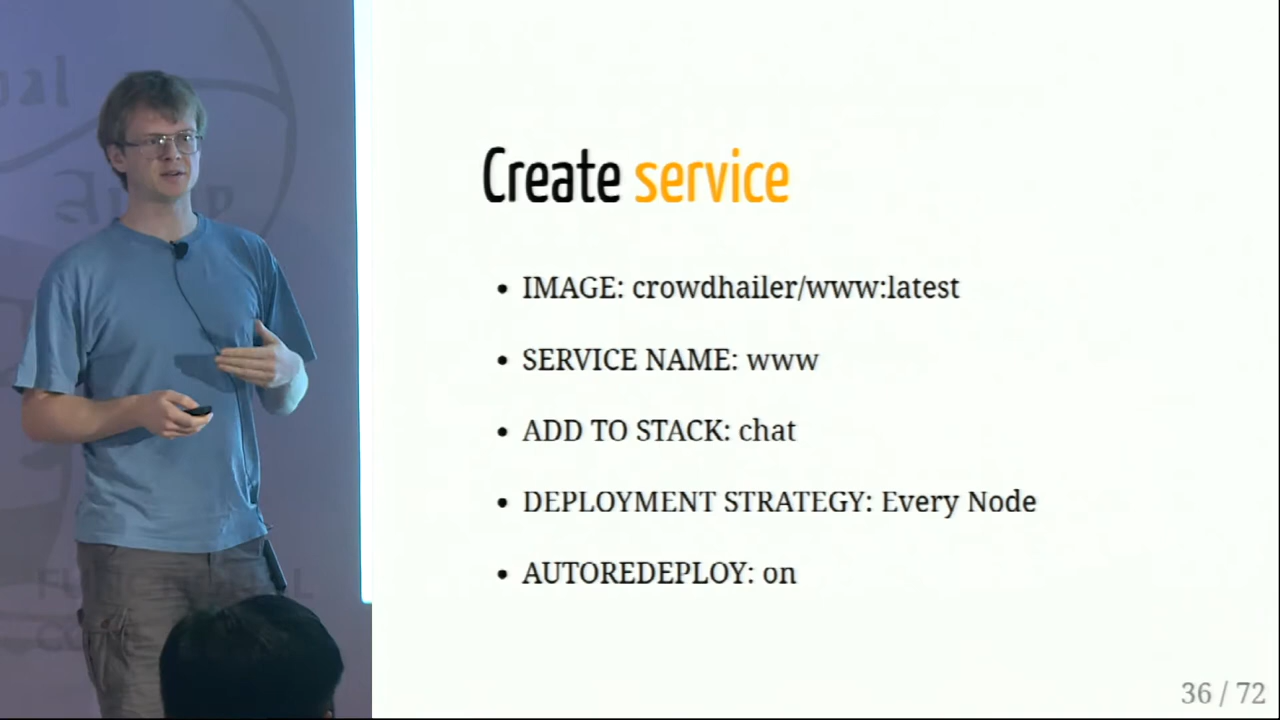 Create service
IMAGE: crowdhailer/www:latest
SERVICE NAME: www
ADD TO STACK: chat
DEPLOYMENT STRATEGY: Every Node
AUTOREDEPLOY: on
36 / 72